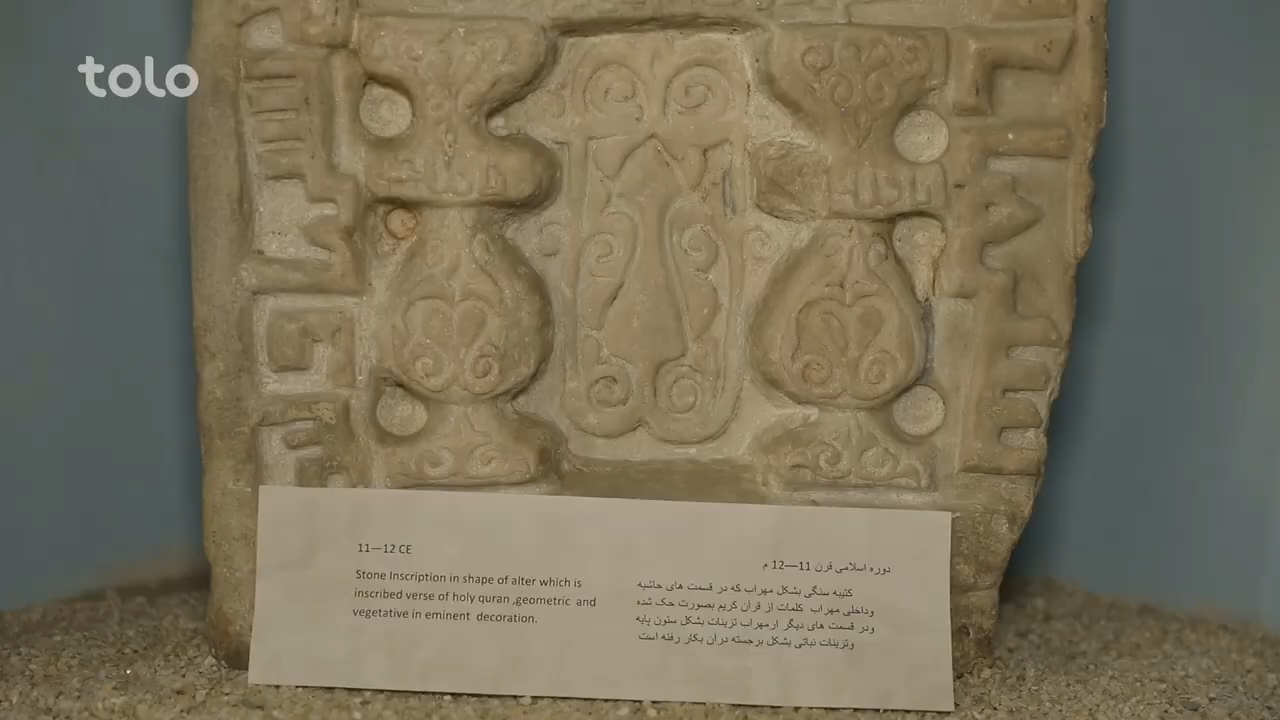 tolo
11—12 CE
Stone Inscription in shape of alter which is
inscribed verse of holy quran ,geometric and
vegetative in eminent decoration.
دوره اسلامی قرن 11—12 م
کتیبه سنگی بشکل مهراب که در قسمت های حاشیه
وداخلی مهراب کلمات از قرآن کریم بصورت حک شده
ودر قسمت های دیگر ازمهراب تزینات بشکل ستون پایه
وتزینات نباتی بشکل برجسته درآن بکار رفته است